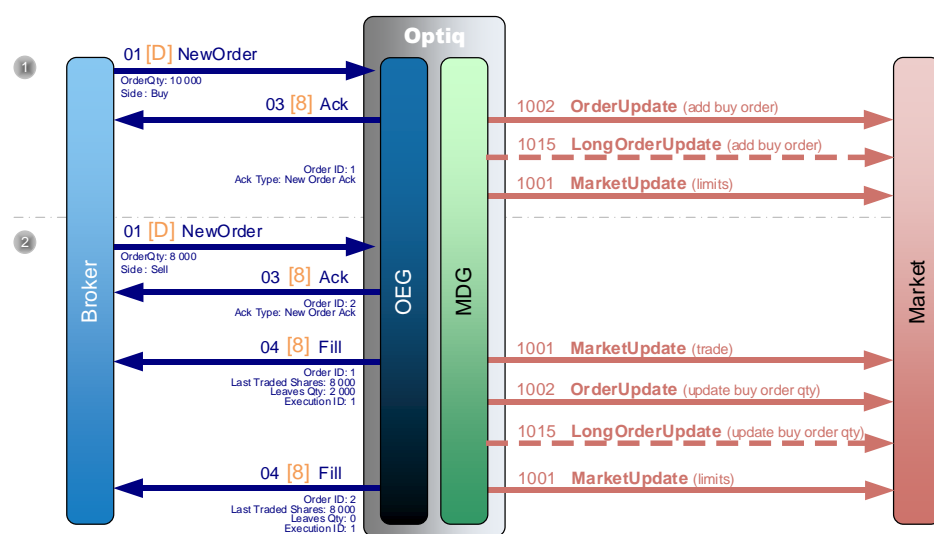 Optiq
1
01 [D] NewOrder
OrderQty: 10 000
Side : Buy
03 [8] Ack
Order ID: 1
Ack Type: New Order Ack
1002 OrderUpdate (add buy order)
1015 LongOrderUpdate (add buy order)
1001 MarketUpdate (limits)
2
01 [D] NewOrder
OrderQty: 8 000
Side : Sell
03 [8] Ack
Order ID: 2
Ack Type: New Order Ack
04 [8] Fill
Order ID: 1
Last Traded Shares: 8 000
Leaves Qty: 2 000
Execution ID: 1
04 [8] Fill
Order ID: 2
Last Traded Shares: 8 000
Leaves Qty: 0
Execution ID: 1
1001 MarketUpdate (trade)
1002 OrderUpdate (update buy order qty)
1015 LongOrderUpdate (update buy order qty)
1001 MarketUpdate (limits)
Broker
OEG
MDG
Market